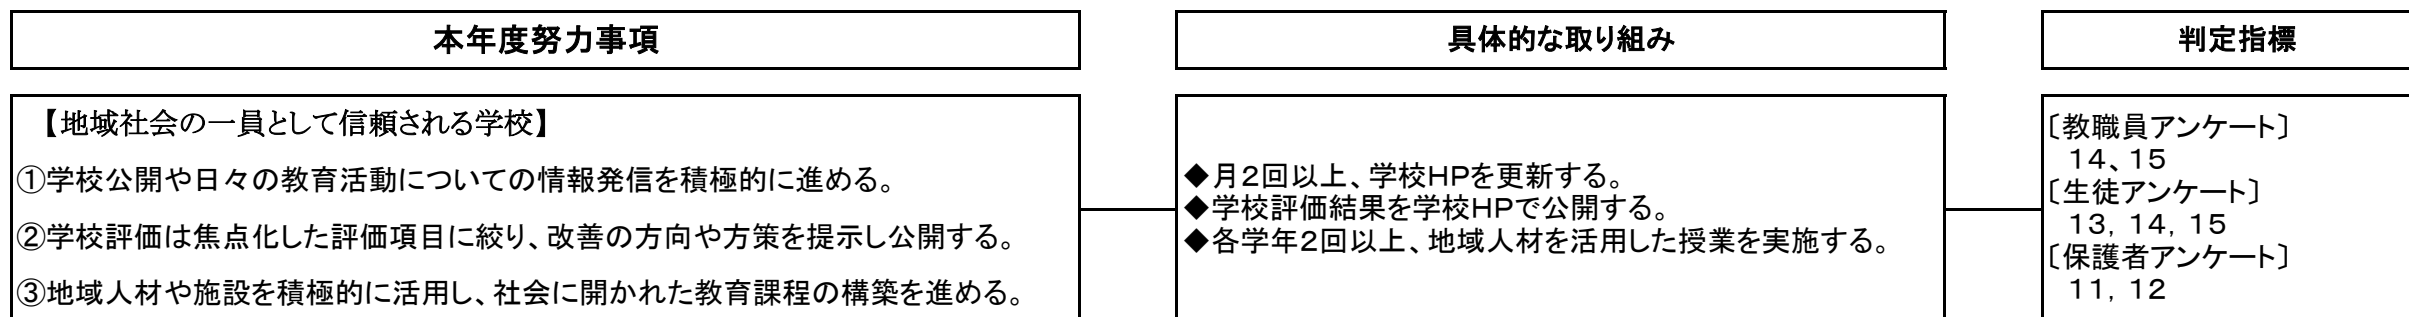 本年度努力事項
具体的な取り組み
判定指標
【地域社会の一員として信頼される学校】
①学校公開や日々の教育活動についての情報発信を積極的に進める。
②学校評価は焦点化した評価項目に絞り、改善の方向や方策を提示し公開する。
③地域人材や施設を積極的に活用し、社会に開かれた教育課程の構築を進める。
◆月２回以上、学校HPを更新する。
◆学校評価結果を学校HPで公開する。
◆各学年２回以上、地域人材を活用した授業を実施する。
〔教職員アンケート〕
１４、１５
〔生徒アンケート〕
１３，１４，１５
〔保護者アンケート〕
１１，１２